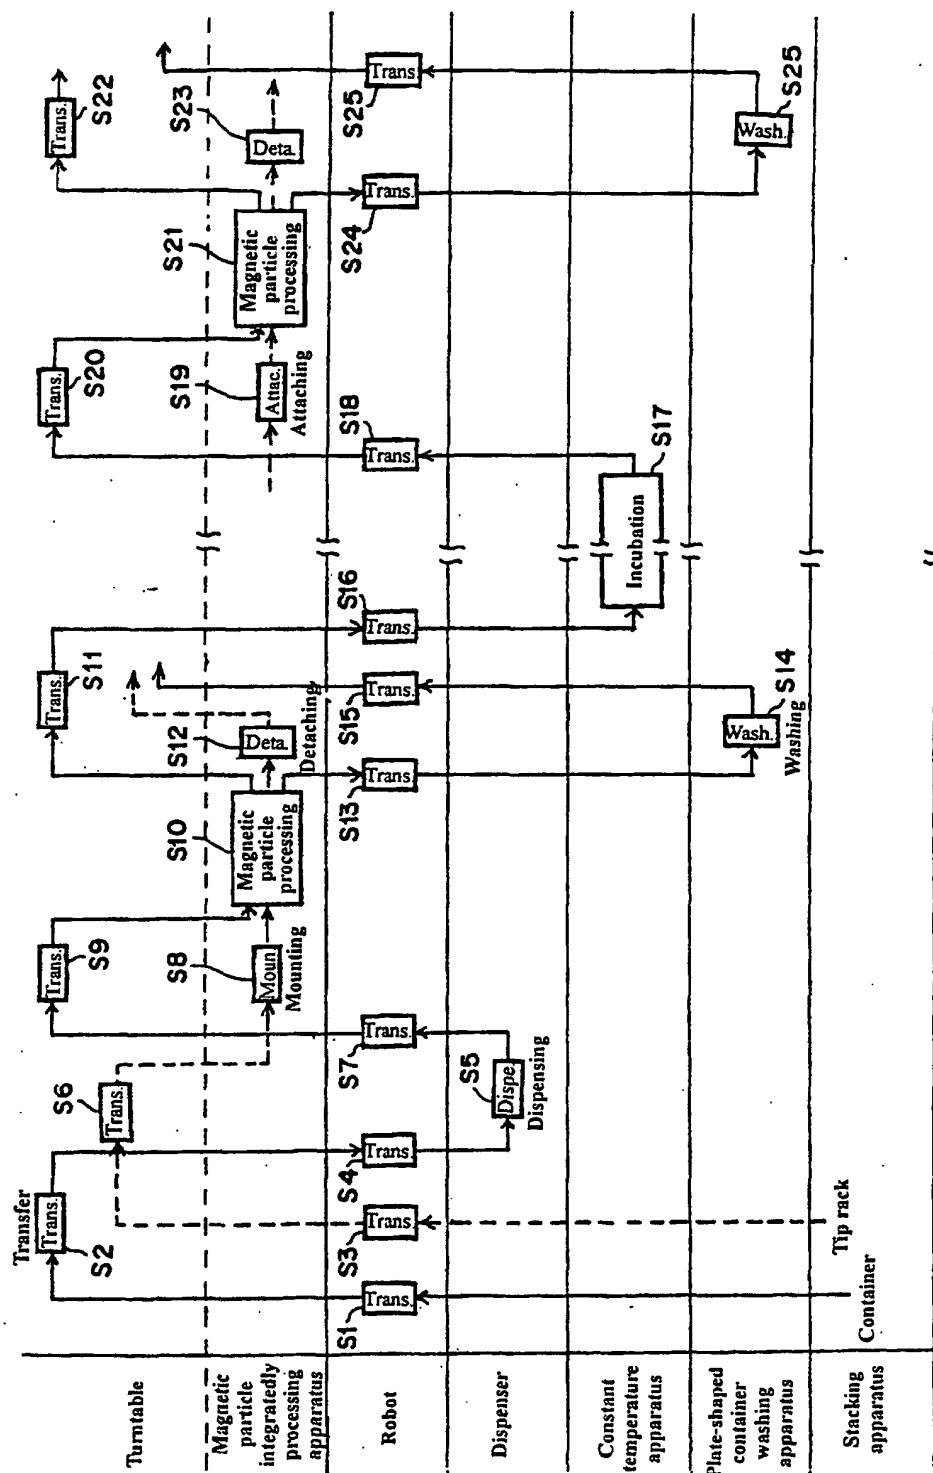 Turntable
Transfer
Trans.
S2
Trans.
S6
Trans.
S9
Trans.
S11
Trans.
S20
Trans.
S22
Magnetic
particle
integratedly
processing
apparatus
Moun.
S8
Mounting
Magnetic
particle
processing
S10
Deta.
S12
Detaching
Attac.
S19
Attaching
Magnetic
particle
processing
S21
Deta.
S23
Robot
Trans.
S1
Trans.
S3
Trans.
S4
Trans.
S7
Trans.
S13
Trans.
S15
Trans.
S16
Trans.
S18
Trans.
S24
Trans.
S25
Dispenser
Dispe.
S5
Dispensing
Constant
temperature
apparatus
Incubation
S17
Plate-shaped
container
washing
apparatus
Wash.
S14
Washing
Wash.
S25
Stacking
apparatus
Container
Tip rack